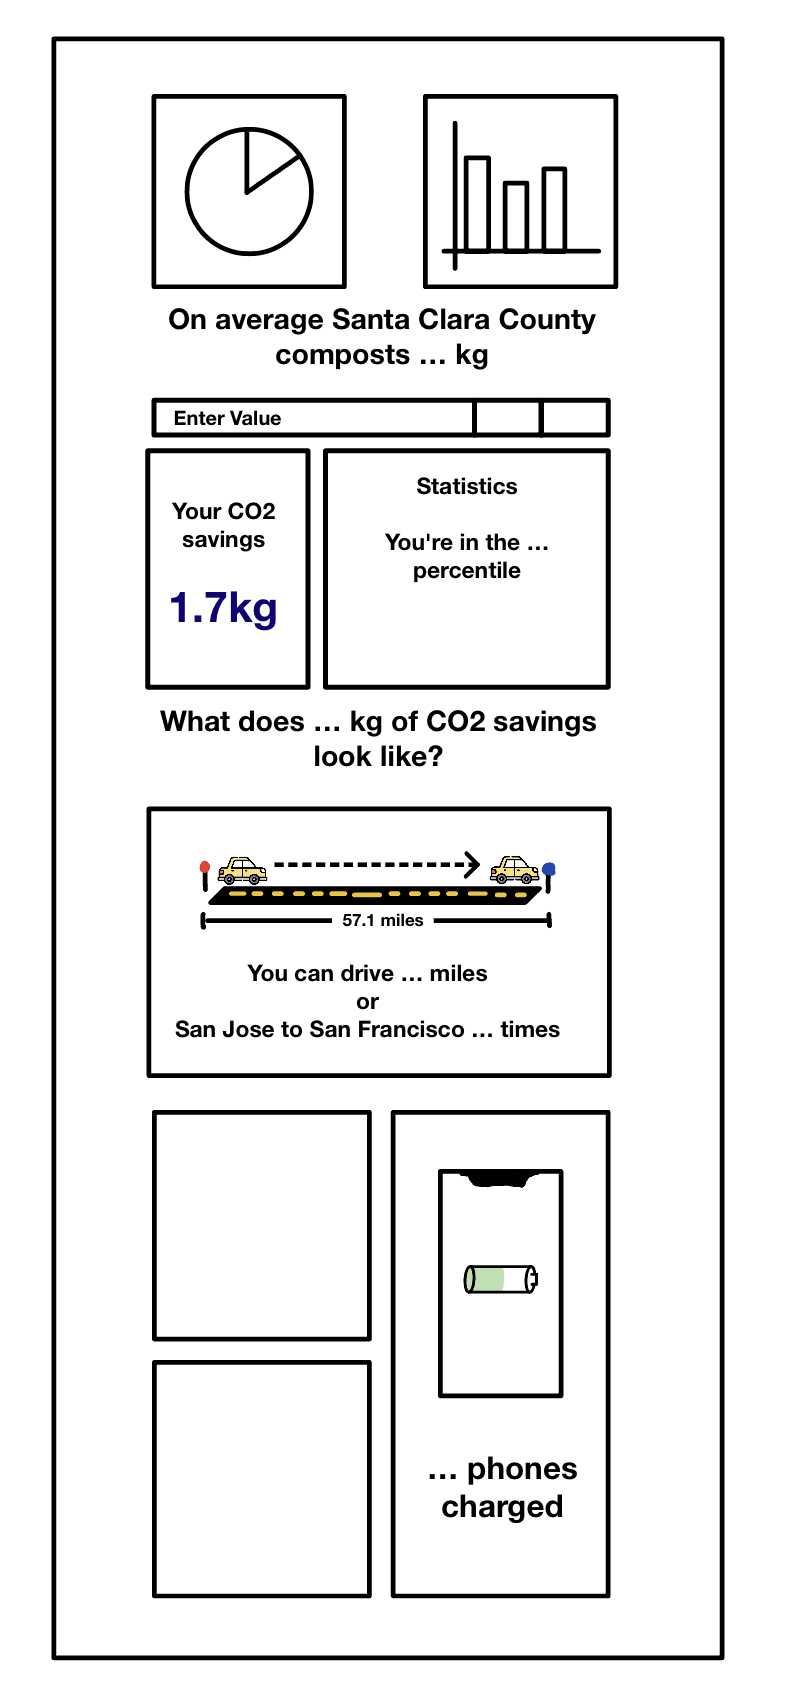 On average Santa Clara County
composts ... kg
Enter Value
Your CO2
savings
1.7kg
Statistics
You're in the ...
percentile
What does ... kg of CO2 savings
look like?
57.1 miles
You can drive ... miles
or
San Jose to San Francisco ... times
... phones
charged